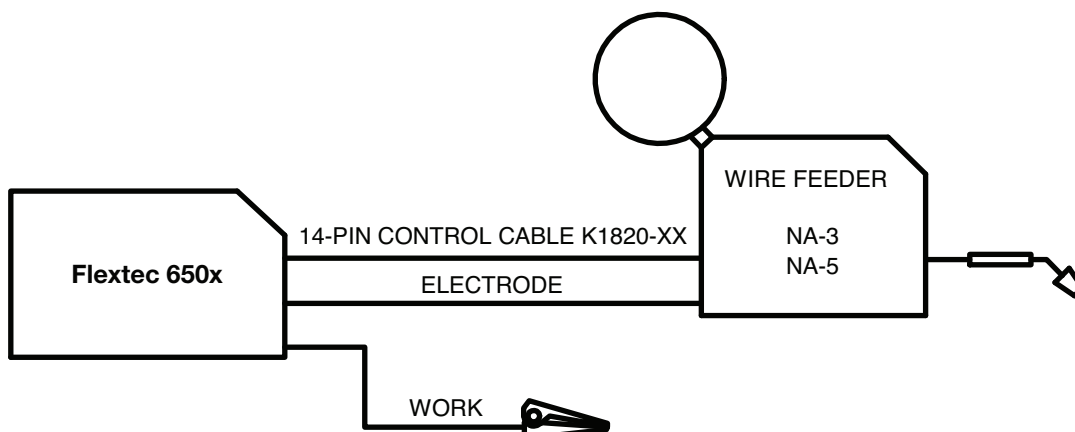 WIRE FEEDER
14-PIN CONTROL CABLE K1820-XX
NA-3
Flextec 650x
NA-5
ELECTRODE
WORK